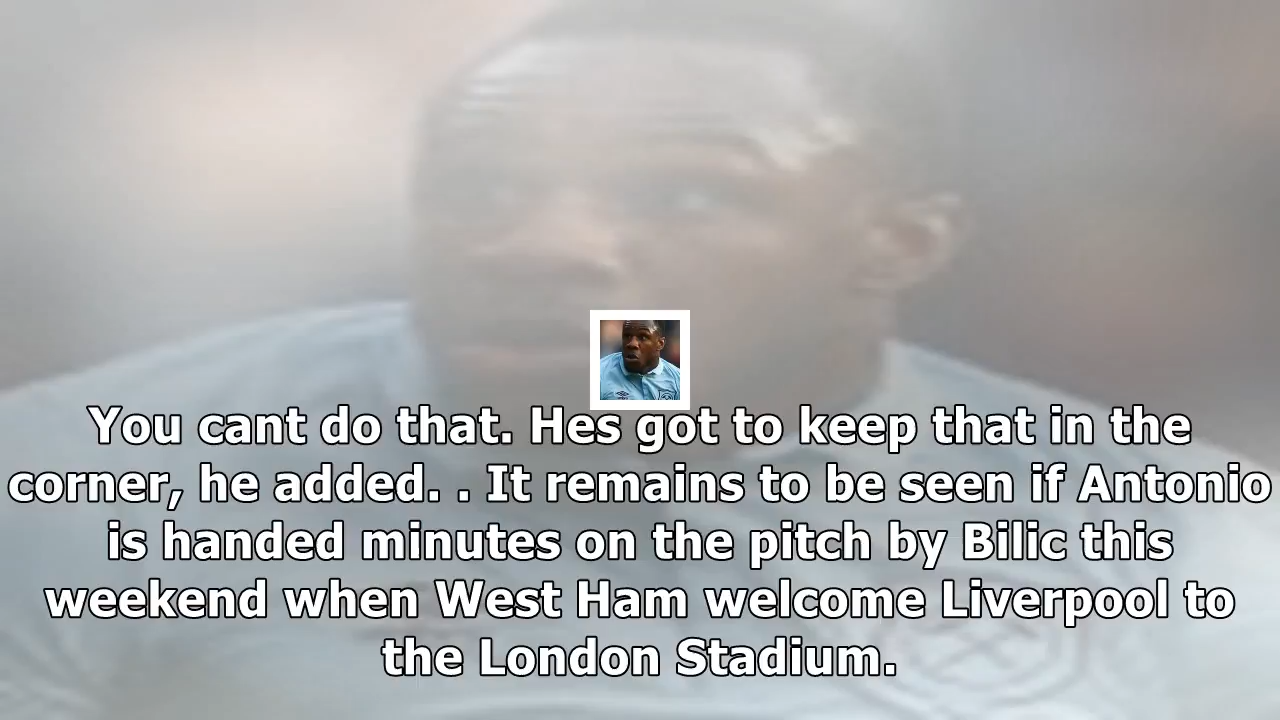 You cant do that. Hes got to keep that in the
corner, he added. . It remains to be seen if Antonio
is handed minutes on the pitch by Bilic this
weekend when West Ham welcome Liverpool to
the London Stadium.